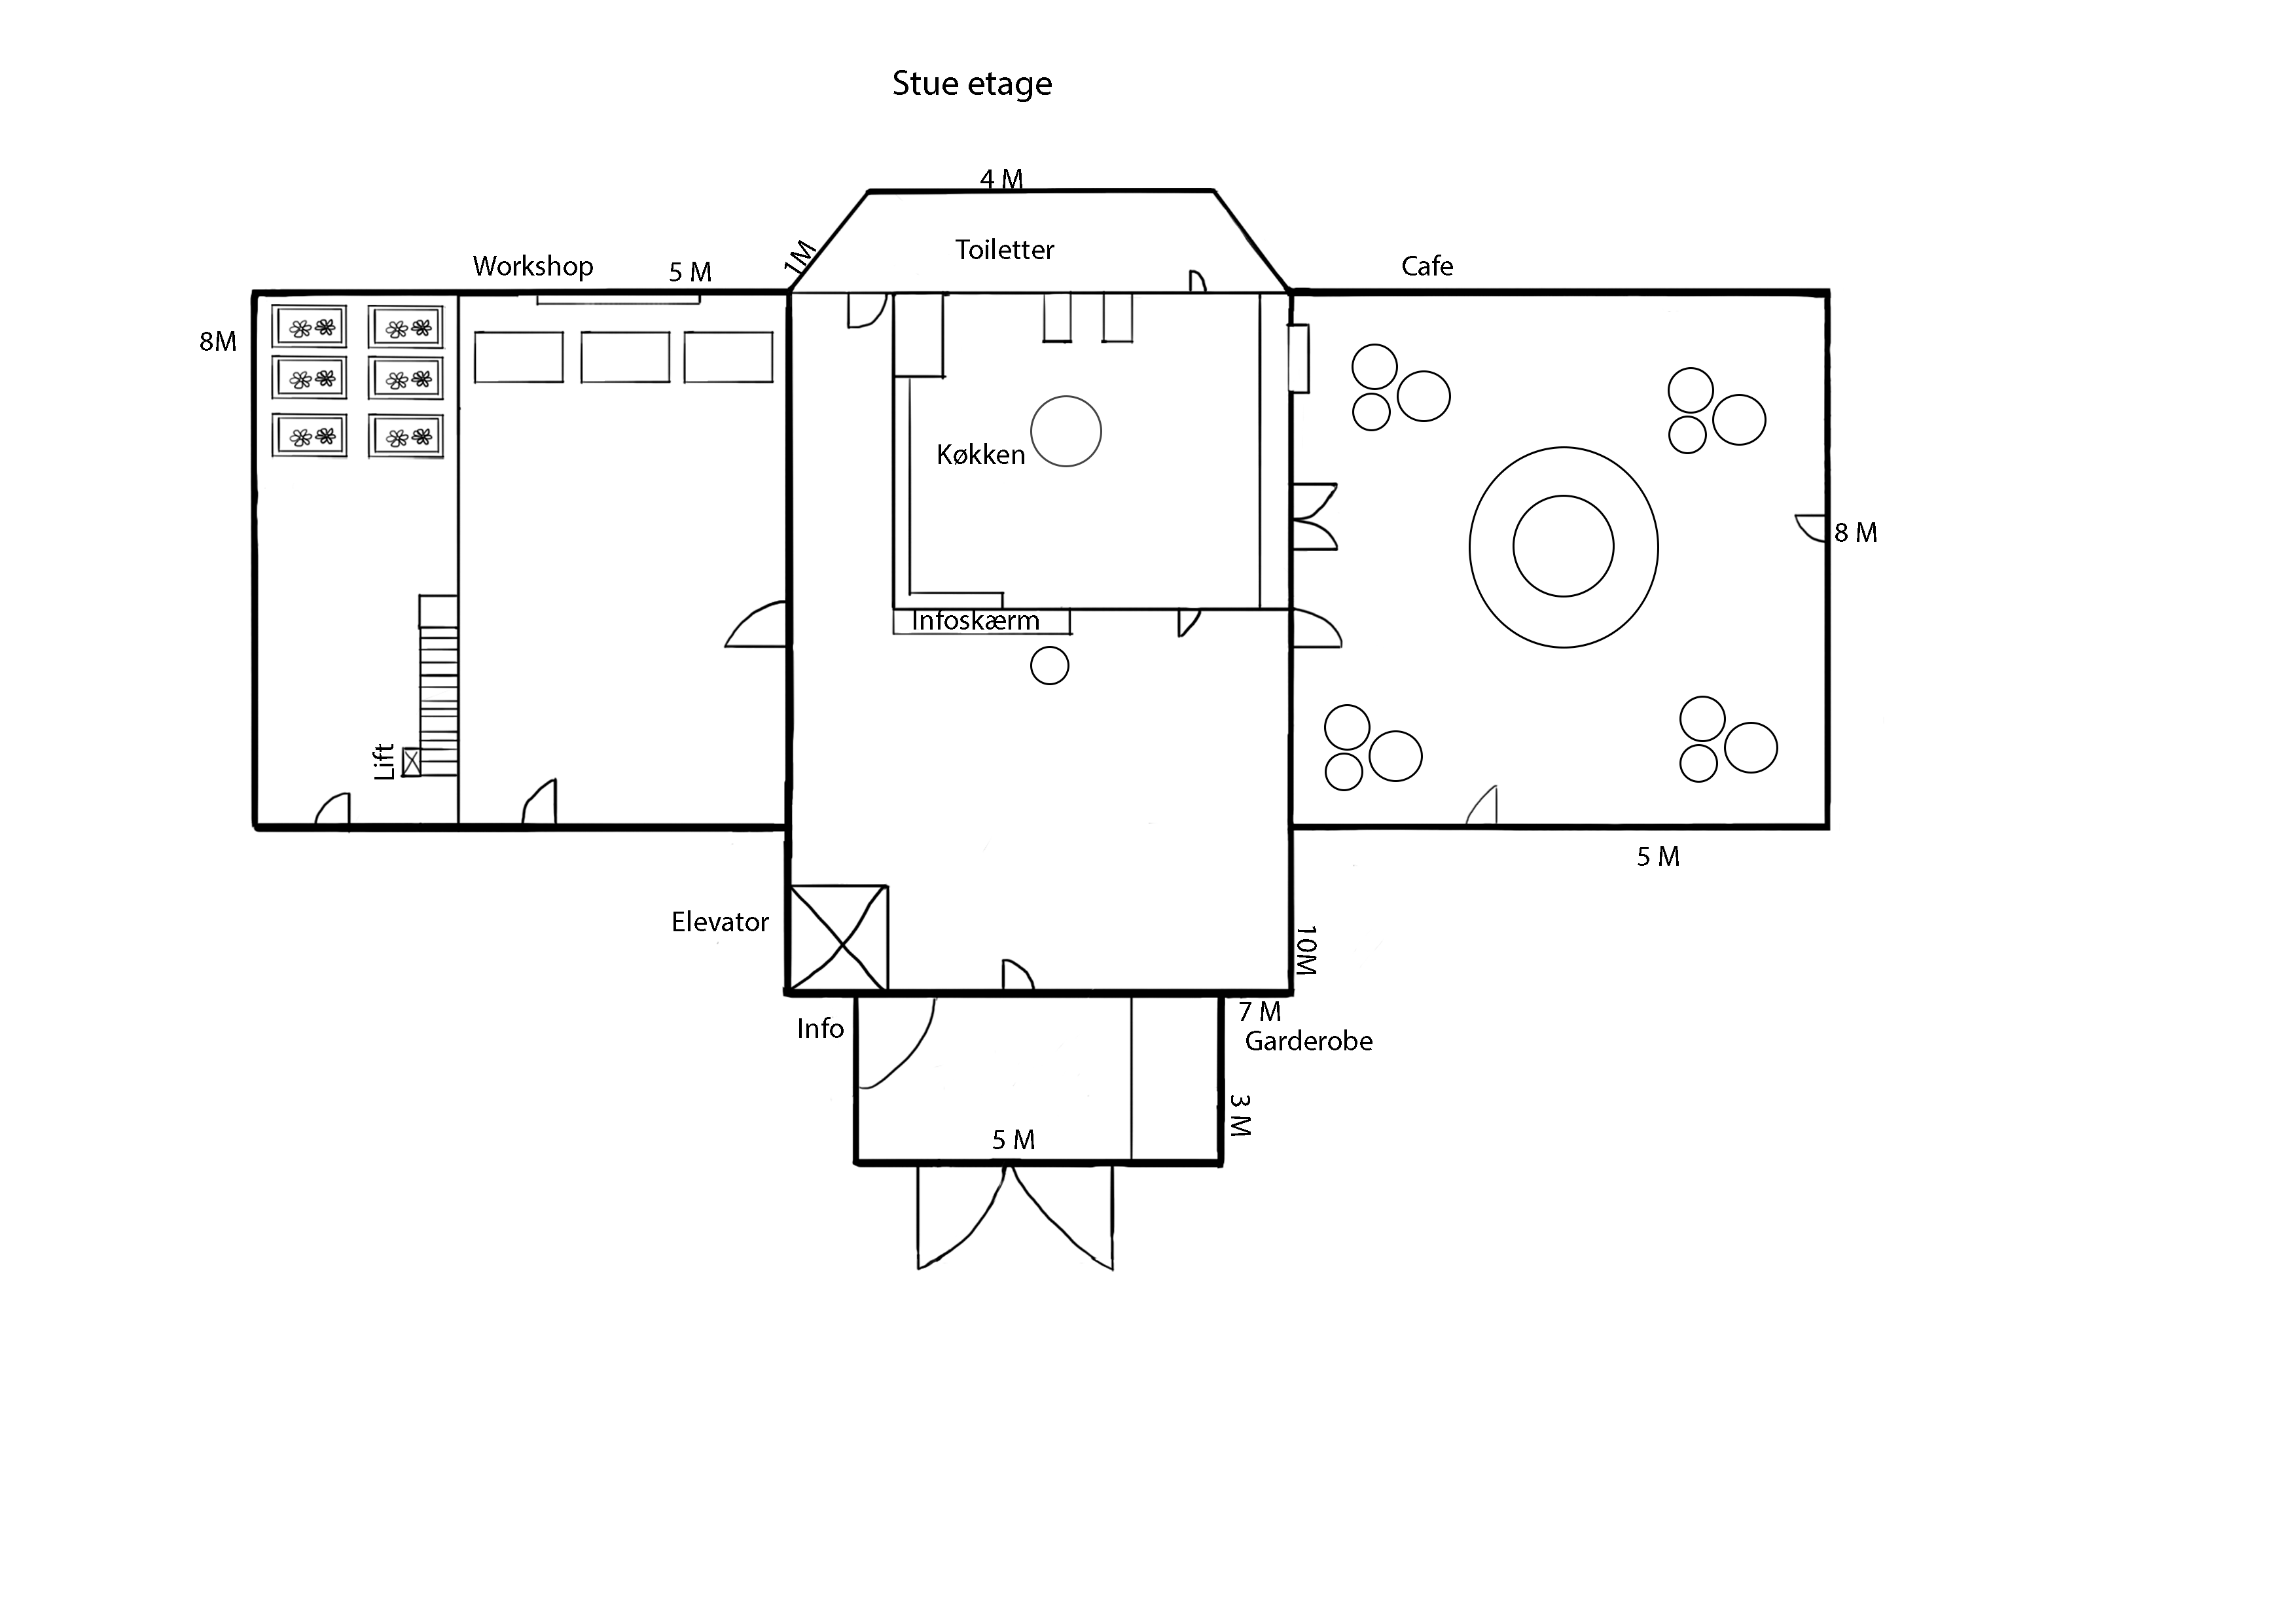 Stue etage
4 M
1M
Toiletter
Workshop
5 M
Cafe
8M
Køkken
8 M
Infoskærm
Lift
5 M
Elevator
10M
7 M
Info
Garderobe
3 M
5 M